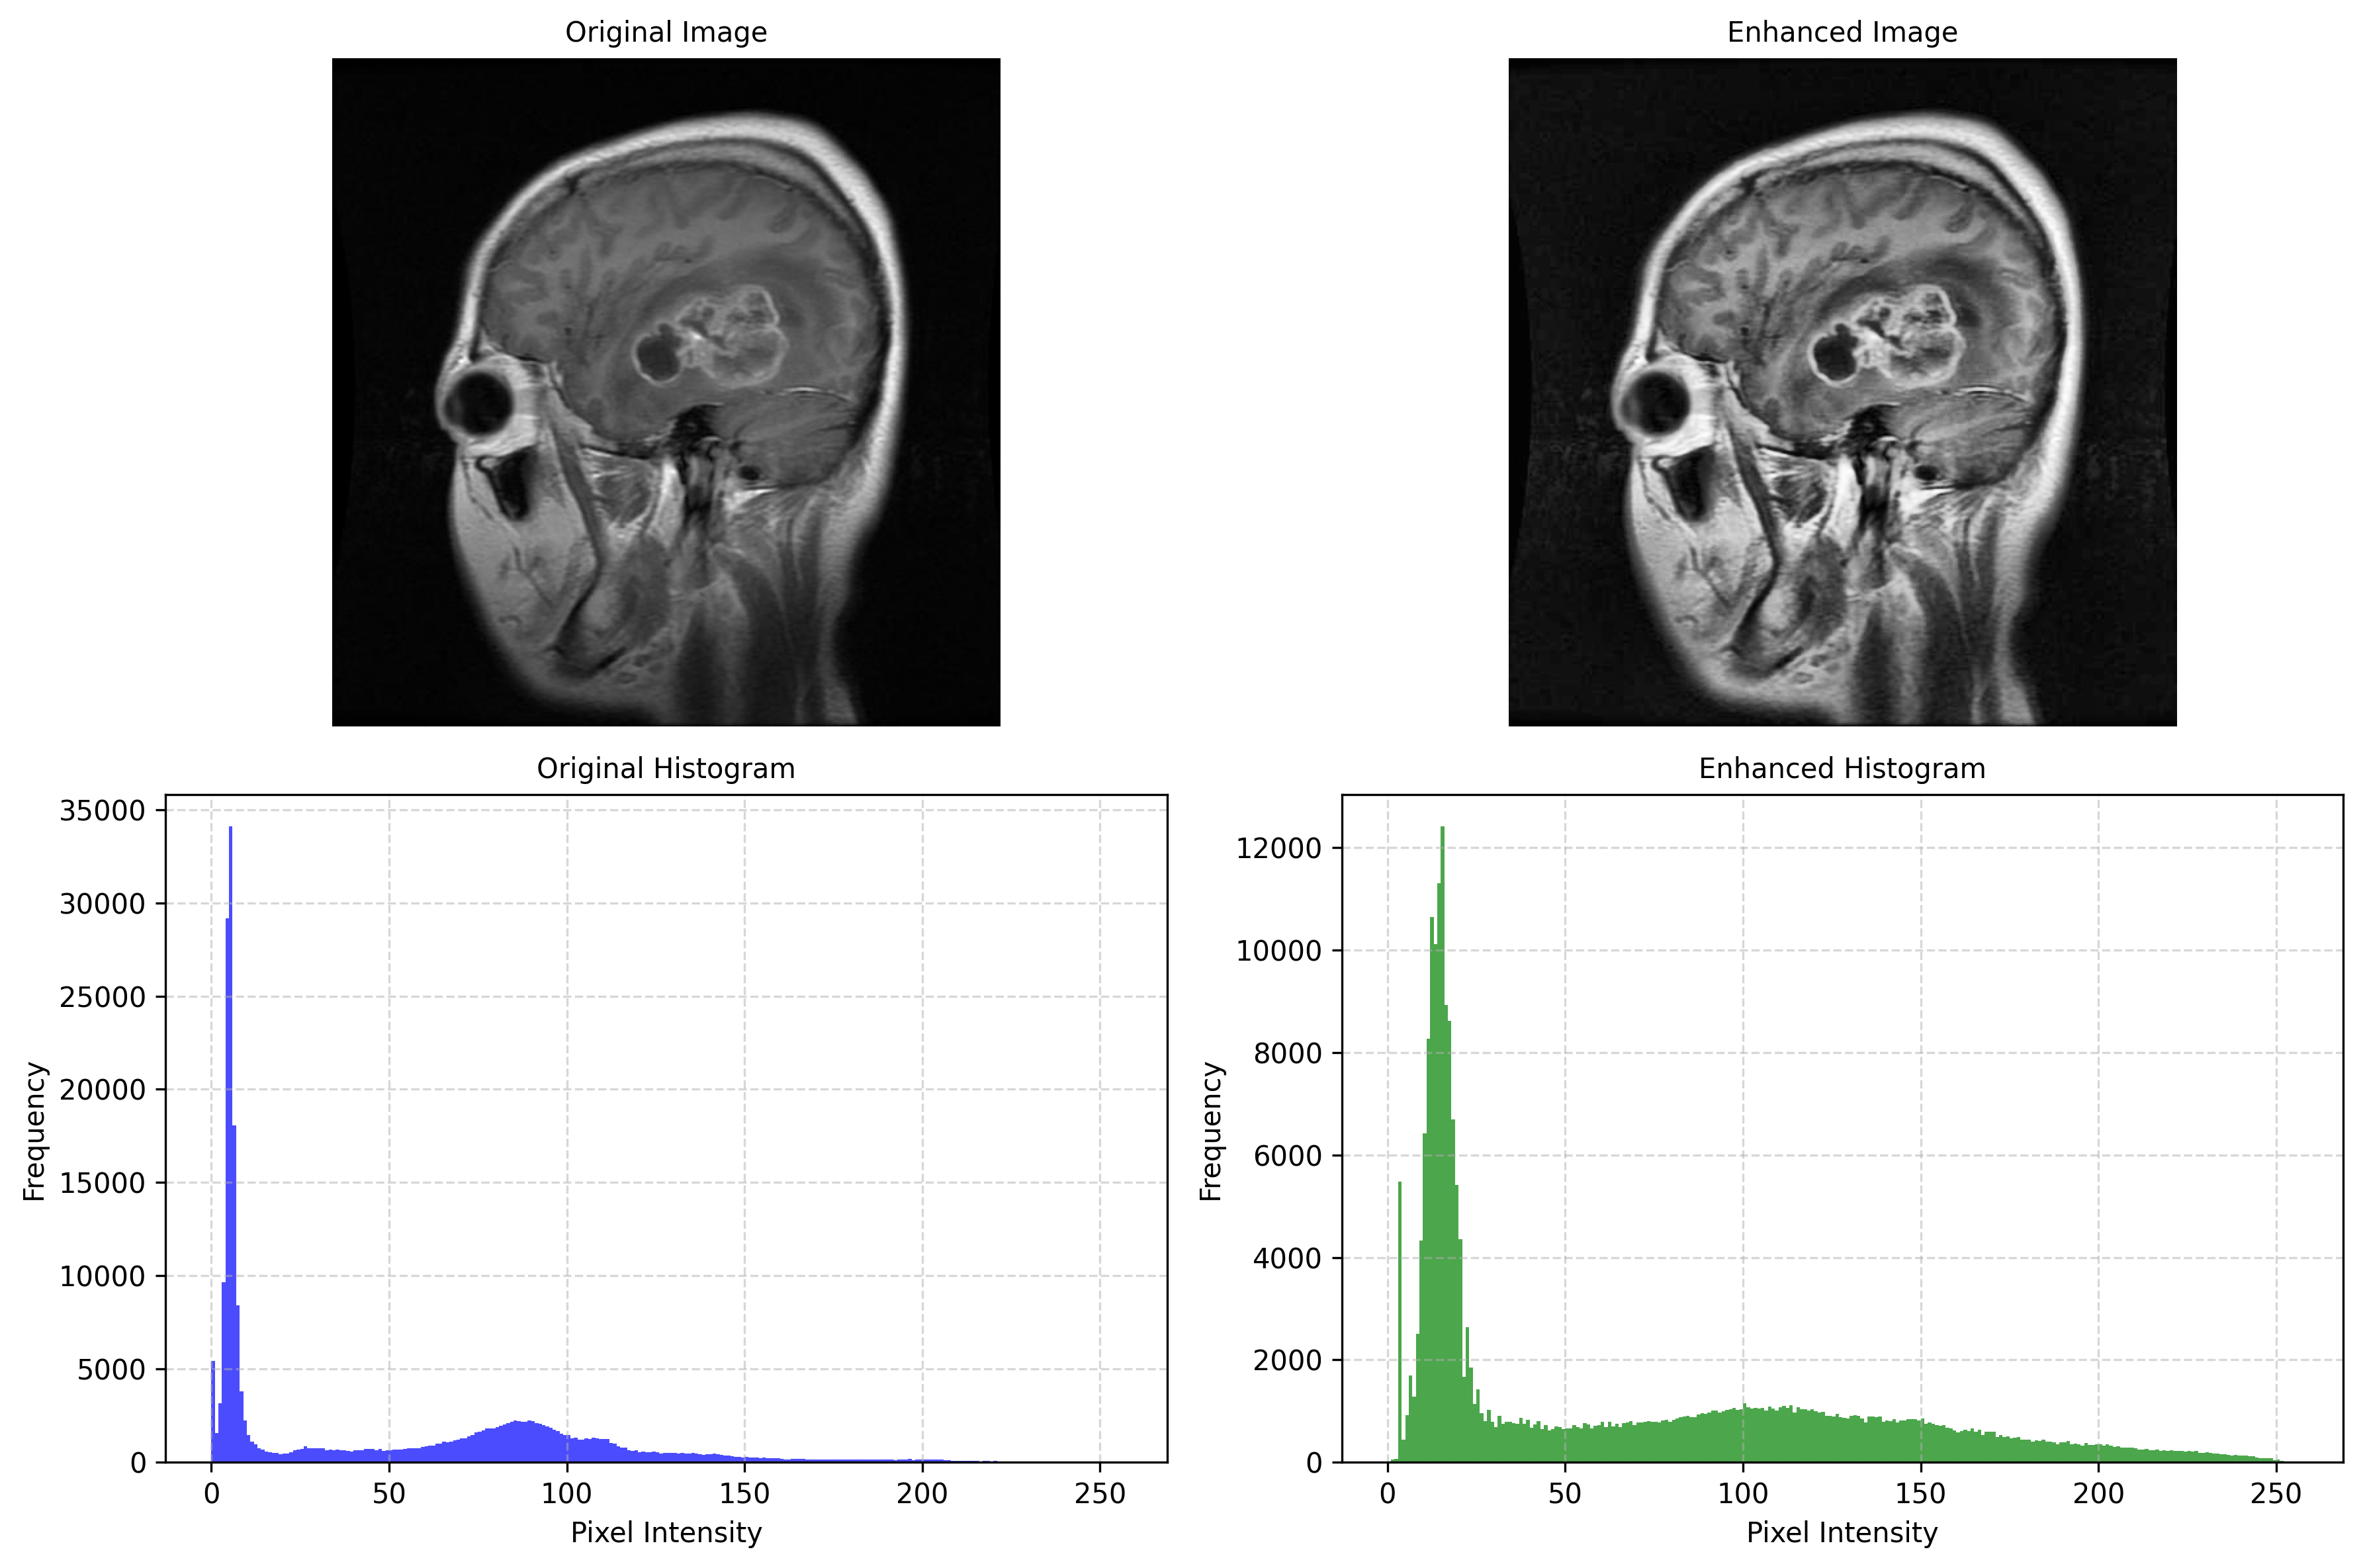 Original Image
Enhanced Image
Original Histogram
35000
30000
25000
20000
15000
10000
5000
0
Frequency
0 50 100 150 200 250
Pixel Intensity
Enhanced Histogram
12000
10000
8000
6000
4000
2000
0
Frequency
0 50 100 150 200 250
Pixel Intensity